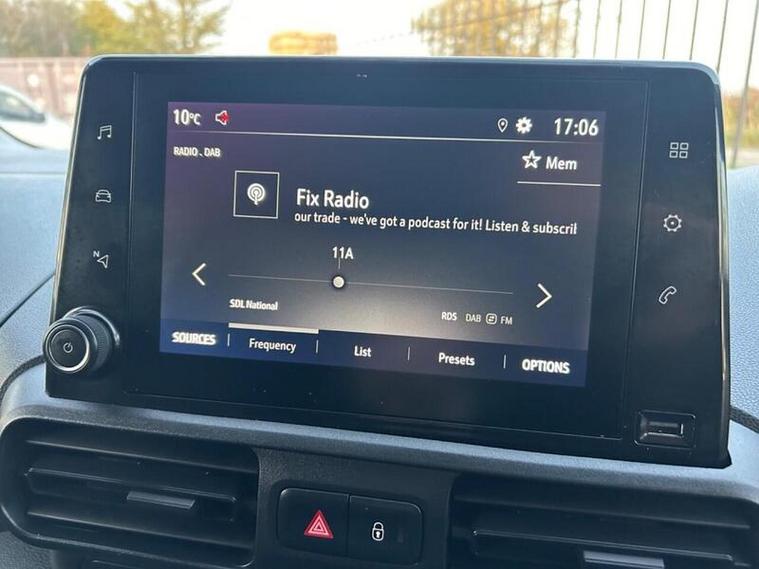 10°C 17:06
RADIO . DAB
Mem
Fix Radio
our trade - we've got a podcast for it! Listen & subscril
11A
SDL National
RDS DAB FM
SOURCES Frequency List Presets OPTIONS
N